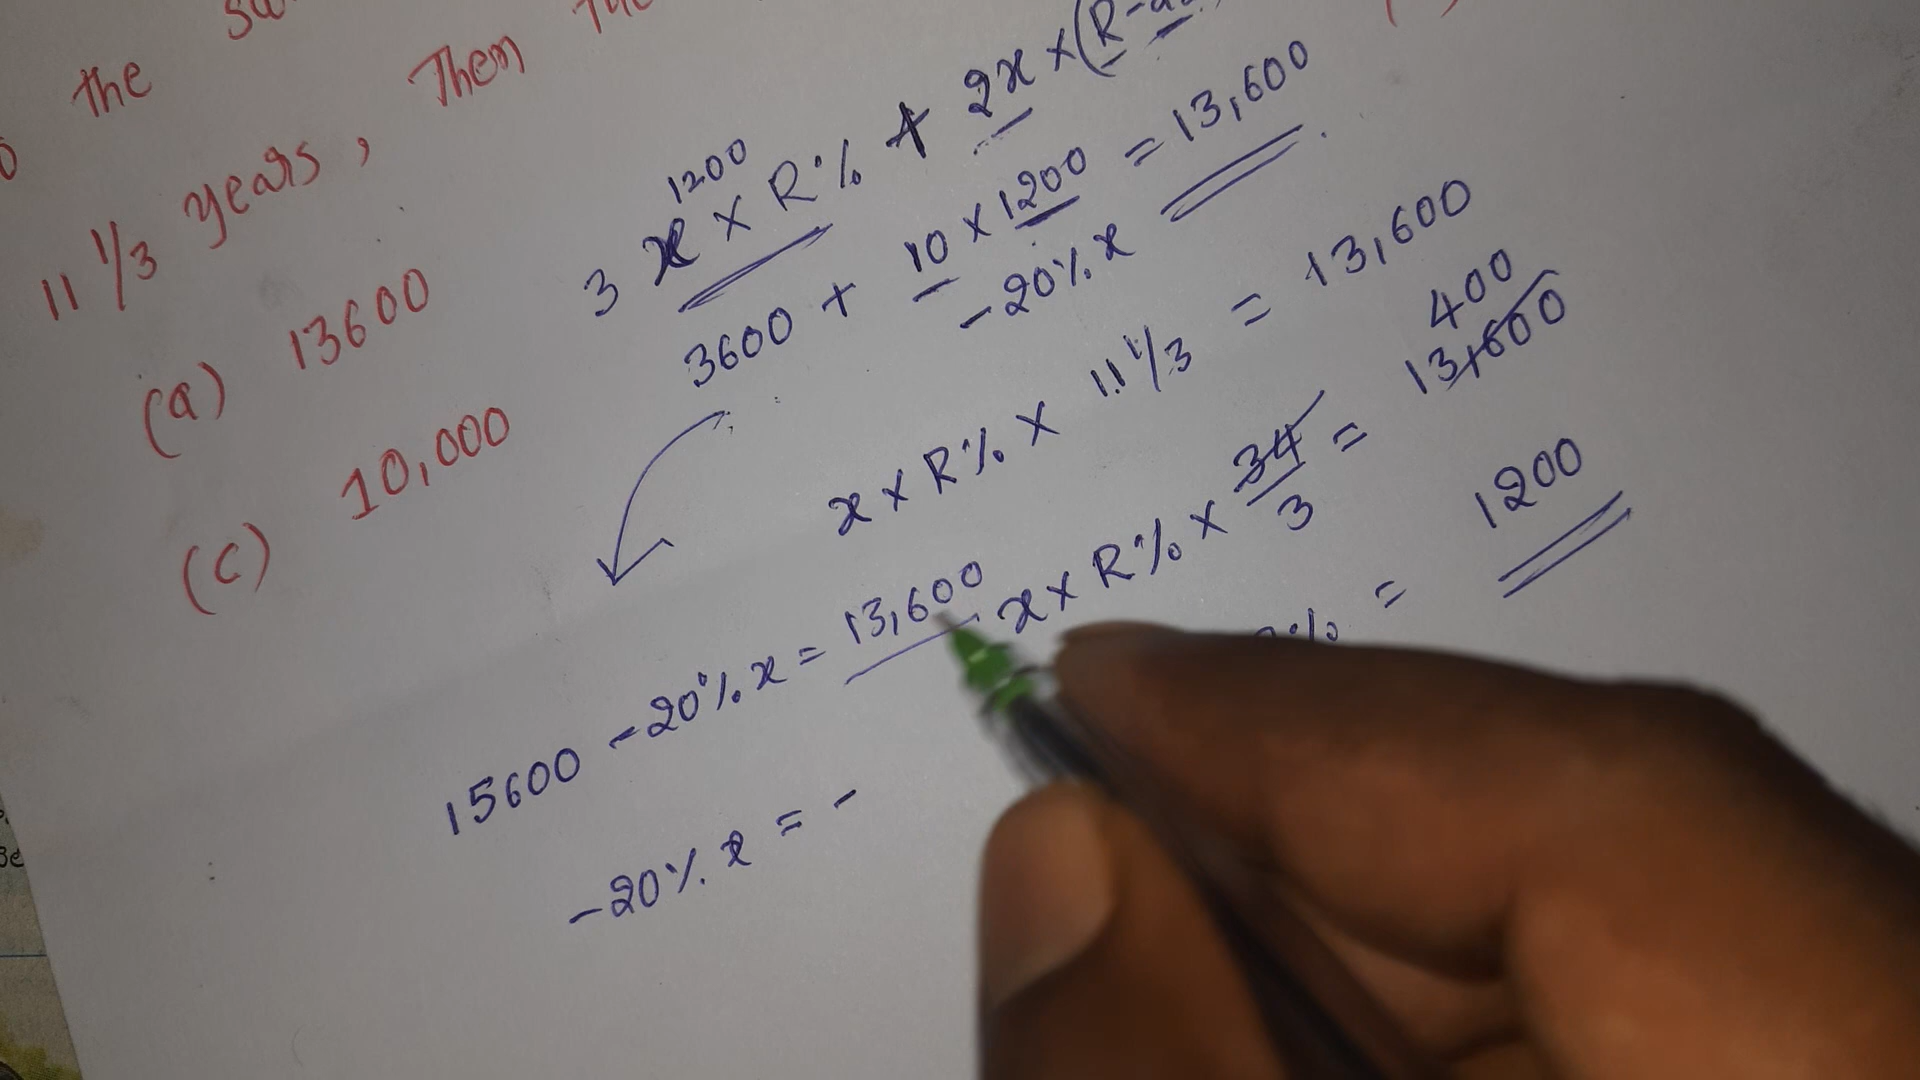 the
11 1/3 years, Then the
(a) 13600
(c) 10,000
1200
3 x × R% + 2x × (R-
3600 + 10 × 1200 = 13,600
-20% x
x × R% × 11 1/3 = 13,600
400
x × R% × 34/3 = 13,600
= 1200
15600 -20% x = 13,600
-20% x = -